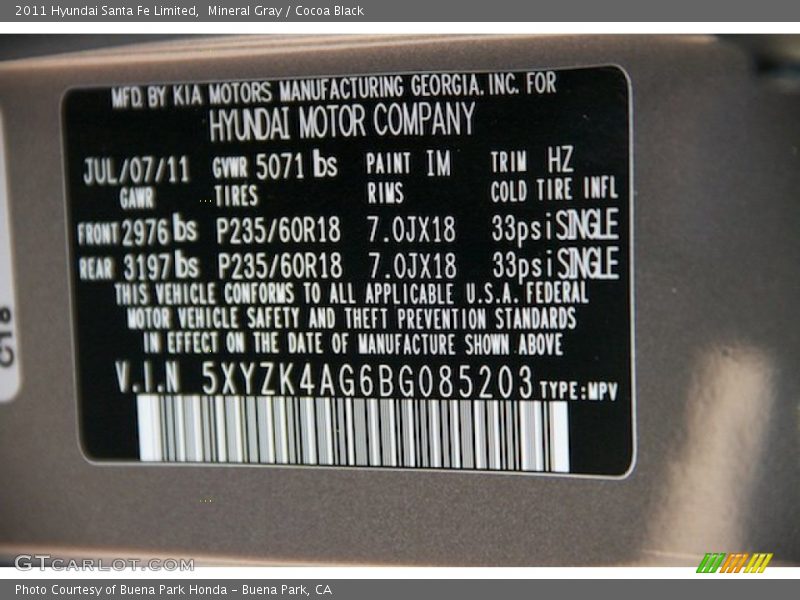 2011 Hyundai Santa Fe Limited,  Mineral Gray / Cocoa Black
MFD. BY KIA MOTORS MANUFACTURING GEORGIA, INC. FOR
HYUNDAI MOTOR COMPANY
JUL/07/11 GVWR 5071 lbs PAINT IM TRIM HZ
GAWR TIRES RIMS COLD TIRE INFL
FRONT 2976 lbs P235/60R18 7.0JX18 33psi SINGLE
REAR 3197 lbs P235/60R18 7.0JX18 33psi SINGLE
THIS VEHICLE CONFORMS TO ALL APPLICABLE U.S.A. FEDERAL
MOTOR VEHICLE SAFETY AND THEFT PREVENTION STANDARDS
IN EFFECT ON THE DATE OF MANUFACTURE SHOWN ABOVE
V.I.N 5XYZK4AG6BG085203 TYPE:MPV
C18
GTCARLOT.COM
Photo Courtesy of Buena Park Honda - Buena Park, CA